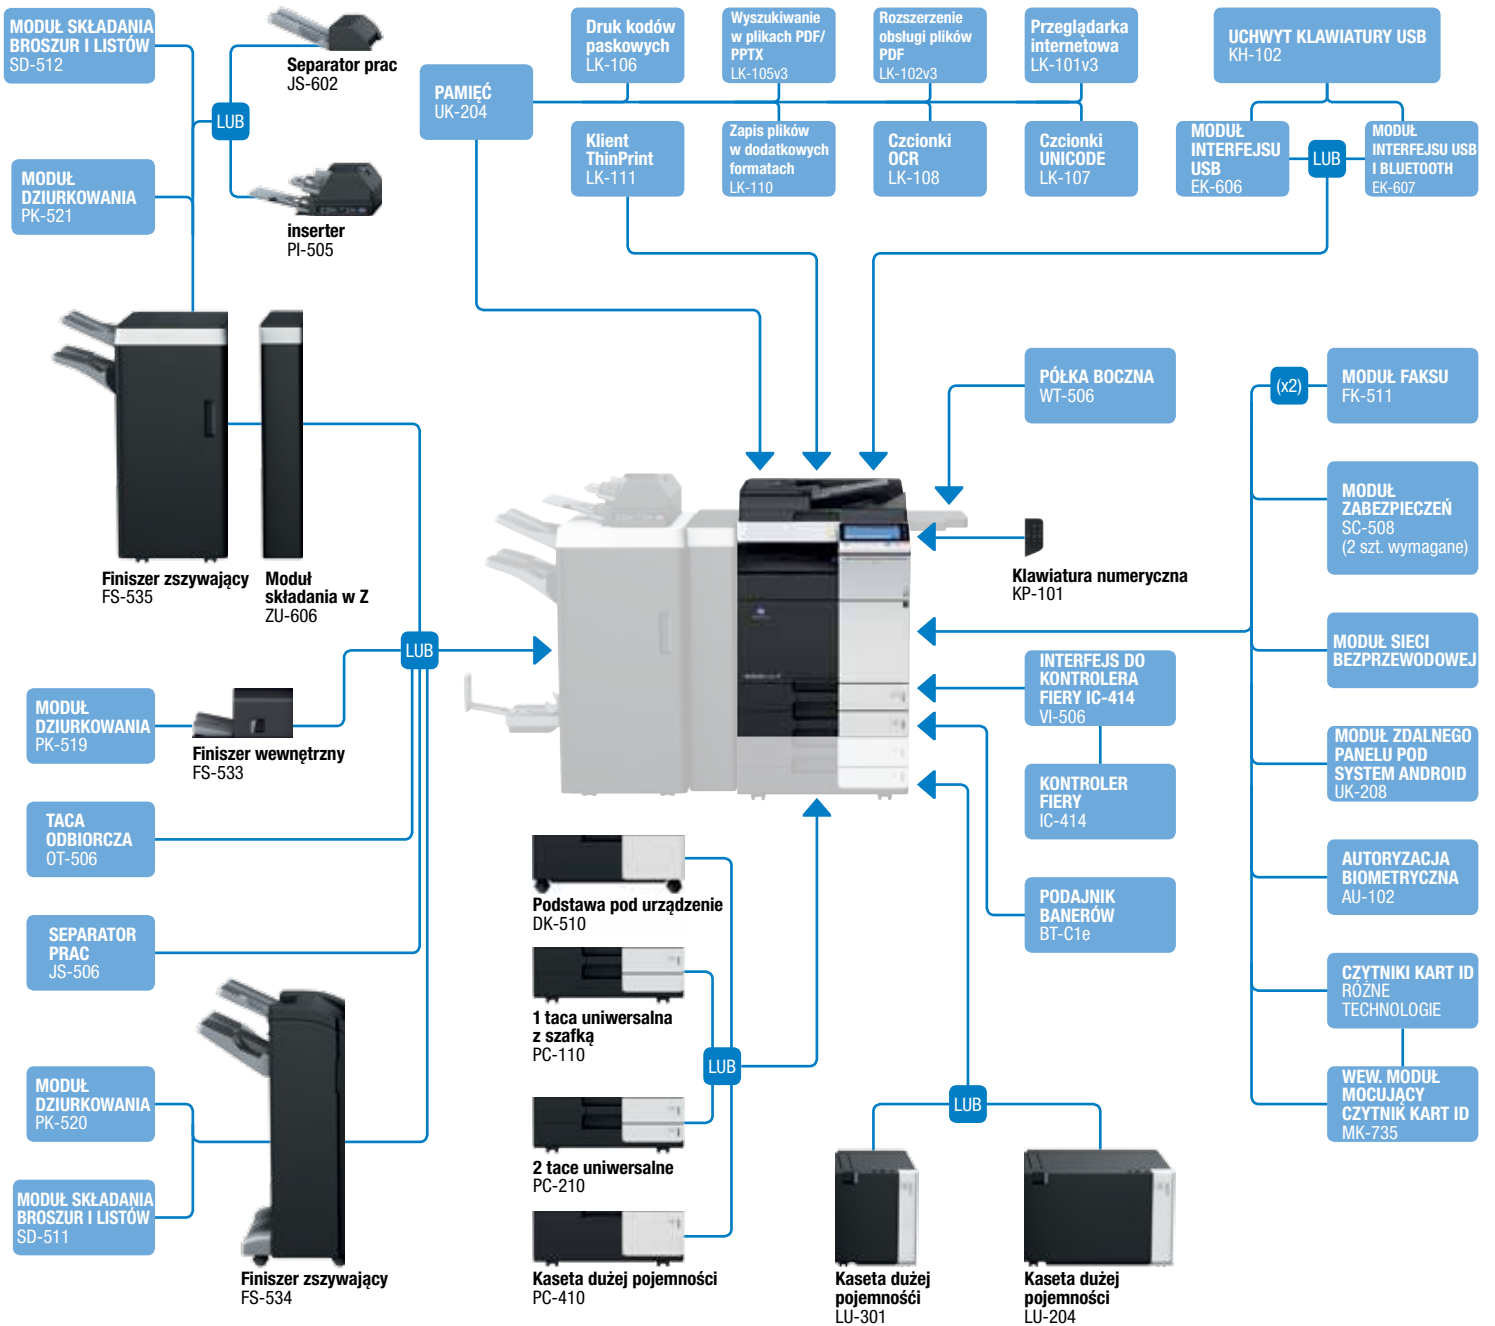 MODUŁ SKŁADANIA
BROSZUR I LISTÓW
SD-512
Separator prac
JS-602
LUB
MODUŁ
DZIURKOWANIA
PK-521
inserter
PI-505
PAMIĘĆ
UK-204
Druk kodów
paskowych
LK-106
Wyszukiwanie
w plikach PDF/
PPTX
LK-105v3
Rozszerzenie
obsługi plików
PDF
LK-102v3
Przeglądarka
internetowa
LK-101v3
Klient
ThinPrint
LK-111
Zapis plików
w dodatkowych
formatach
LK-110
Czcionki
OCR
LK-108
Czcionki
UNICODE
LK-107
UCHWYT KLAWIATURY USB
KH-102
MODUŁ
INTERFEJSU
USB
EK-606
LUB
MODUŁ
INTERFEJSU USB
I BLUETOOTH
EK-607
Finiszer zszywający
FS-535
Moduł
składania w Z
ZU-606
PÓŁKA BOCZNA
WT-506
(x2)
MODUŁ FAKSU
FK-511
MODUŁ
ZABEZPIECZEŃ
SC-508
(2 szt. wymagane)
Klawiatura numeryczna
KP-101
LUB
MODUŁ SIECI
BEZPRZEWODOWEJ
INTERFEJS DO
KONTROLERA
FIERY IC-414
VI-506
MODUŁ
DZIURKOWANIA
PK-519
Finiszer wewnętrzny
FS-533
MODUŁ ZDALNEGO
PANELU POD
SYSTEM ANDROID
UK-208
KONTROLER
FIERY
IC-414
TACA
ODBIORCZA
OT-506
AUTORYZACJA
BIOMETRYCZNA
AU-102
Podstawa pod urządzenie
DK-510
PODAJNIK
BANERÓW
BT-C1e
SEPARATOR
PRAC
JS-506
CZYTNIKI KART ID
RÓŻNE
TECHNOLOGIE
1 taca uniwersalna
z szafką
PC-110
LUB
LUB
WEW. MODUŁ
MOCUJĄCY
CZYTNIK KART ID
MK-735
MODUŁ
DZIURKOWANIA
PK-520
2 tace uniwersalne
PC-210
MODUŁ SKŁADANIA
BROSZUR I LISTÓW
SD-511
Finiszer zszywający
FS-534
Kaseta dużej pojemności
PC-410
Kaseta dużej
pojemnośći
LU-301
Kaseta dużej
pojemności
LU-204